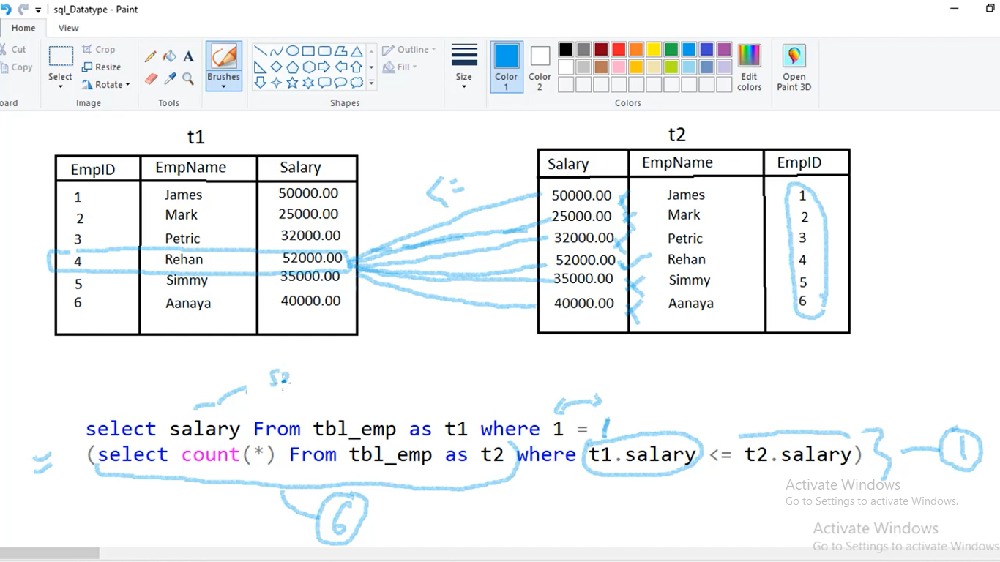 sql_Datatype - Paint
Home View
Cut
Copy
oard
Select
Crop
Resize
Rotate
Image
A
Tools
Brushes
Outline
Fill
Shapes
Size
Color 1
Color 2
Edit colors
Open Paint 3D
Colors
t1
EmpID EmpName Salary
1 James 50000.00
2 Mark 25000.00
3 Petric 32000.00
4 Rehan 52000.00
5 Simmy 35000.00
6 Aanaya 40000.00
<=
t2
Salary EmpName EmpID
50000.00 James 1
25000.00 Mark 2
32000.00 Petric 3
52000.00 Rehan 4
35000.00 Simmy 5
40000.00 Aanaya 6
select salary From tbl_emp as t1 where 1 = 1
= (select count(*) From tbl_emp as t2 where t1.salary <= t2.salary) } 1
6
Activate Windows
Go to Settings to activate Windows.
Activate Windows
Go to Settings to activate Windows.